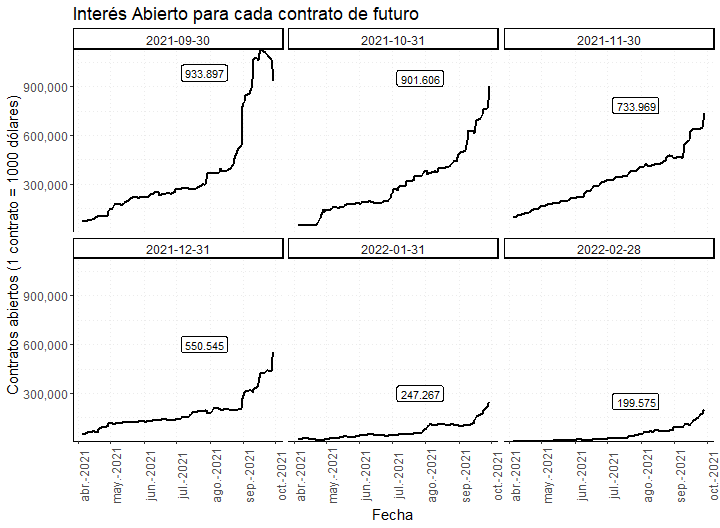 Interés Abierto para cada contrato de futuro
2021-09-30
2021-10-31
2021-11-30
900,000
600,000
300,000
933.897
901.606
733.969
2021-12-31
2022-01-31
2022-02-28
900,000
600,000
300,000
550.545
247.267
199.575
Contratos abiertos (1 contrato = 1000 dólares)
abr.-2021
may.-2021
jun.-2021
jul.-2021
ago.-2021
sep.-2021
oct.-2021
abr.-2021
may.-2021
jun.-2021
jul.-2021
ago.-2021
sep.-2021
oct.-2021
abr.-2021
may.-2021
jun.-2021
jul.-2021
ago.-2021
sep.-2021
oct.-2021
Fecha